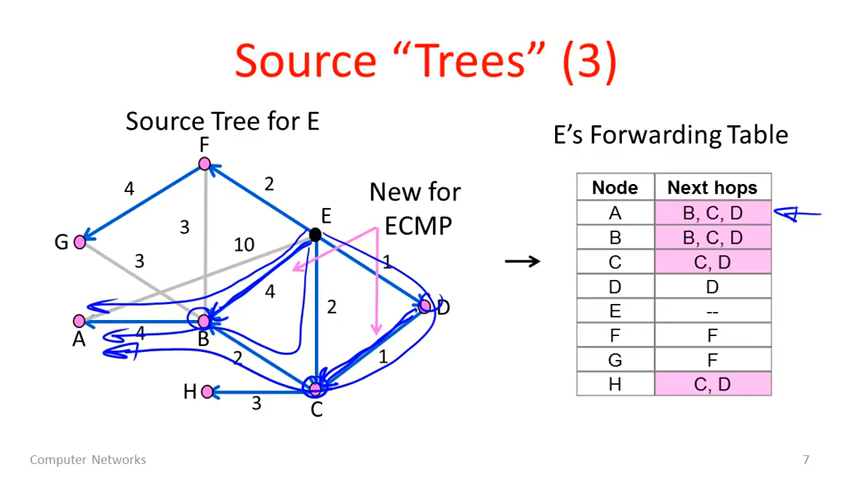 Source “Trees” (3)
Source Tree for E
E’s Forwarding Table
F
4
2
New for
ECMP
E
G
3
10
3
1
4
2
D
A
4
B
2
1
H
3
C
Node Next hops
A B, C, D
B B, C, D
C C, D
D D
E --
F F
G F
H C, D
Computer Networks
7